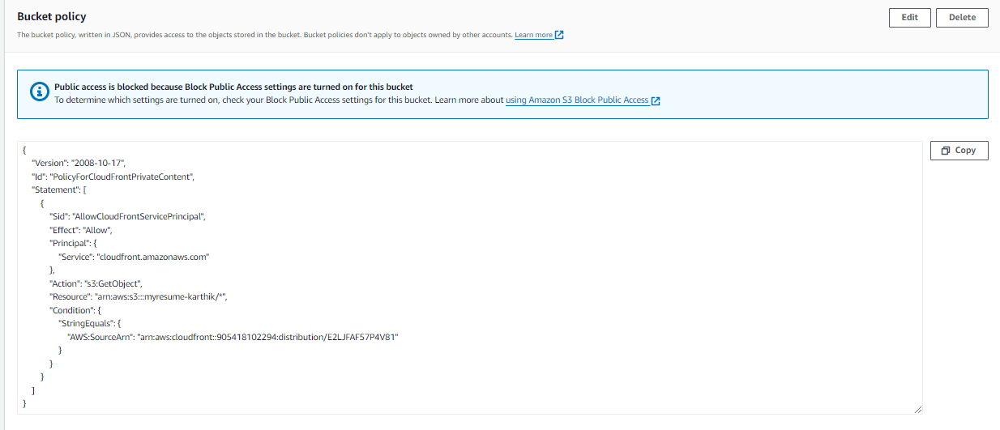 Bucket policy
Edit
Delete
The bucket policy, written in JSON, provides access to the objects stored in the bucket. Bucket policies don't apply to objects owned by other accounts. Learn more
Public access is blocked because Block Public Access settings are turned on for this bucket
To determine which settings are turned on, check your Block Public Access settings for this bucket. Learn more about using Amazon S3 Block Public Access
Copy
{
"Version": "2008-10-17",
"Id": "PolicyForCloudFrontPrivateContent",
"Statement": [
{
"Sid": "AllowCloudFrontServicePrincipal",
"Effect": "Allow",
"Principal": {
"Service": "cloudfront.amazonaws.com"
},
"Action": "s3:GetObject",
"Resource": "arn:aws:s3:::myresume-karthik/*",
"Condition": {
"StringEquals": {
"AWS:SourceArn": "arn:aws:cloudfront::905418102294:distribution/E2LJFAF57P4V81"
}
}
}
]
}